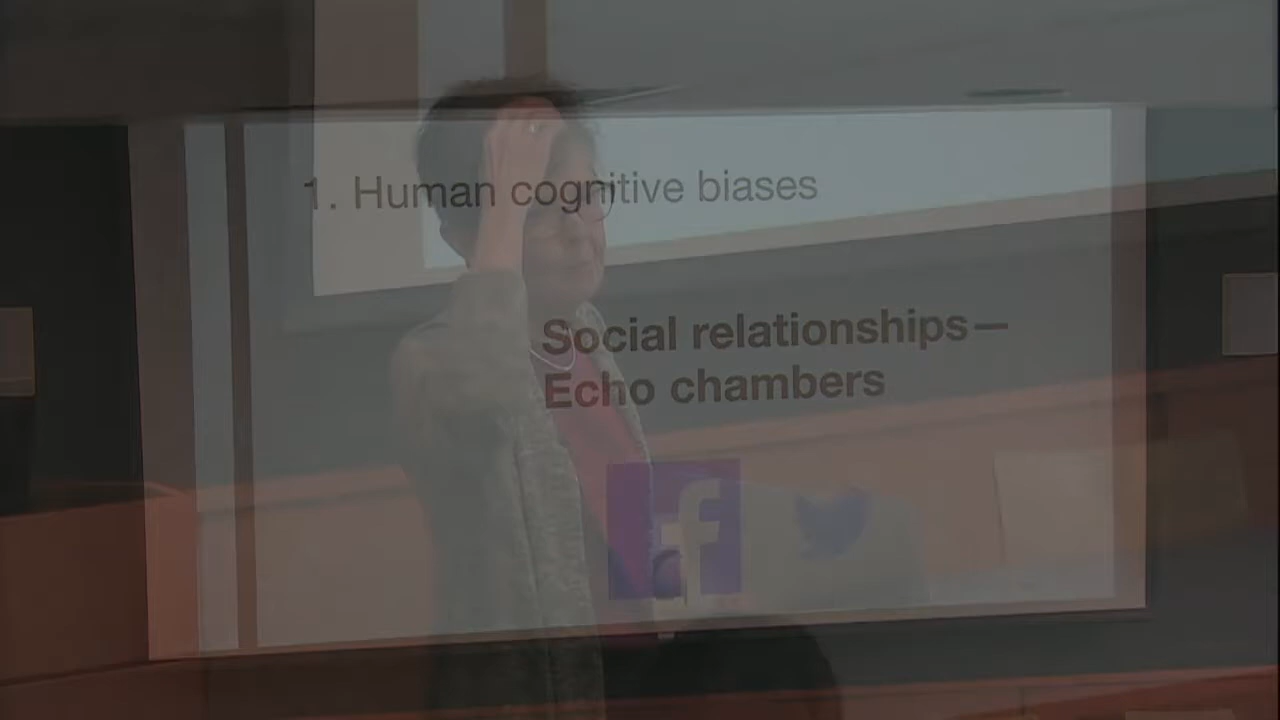 1. Human cognitive biases
Social relationships—
Echo chambers
f